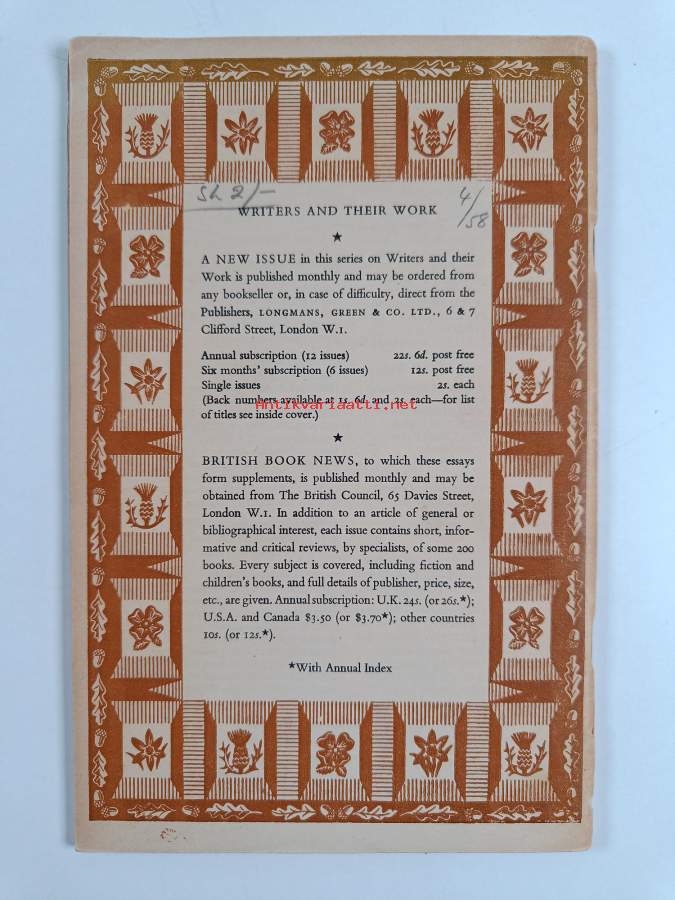 Sh 2/- 4/58
WRITERS AND THEIR WORK
★
A NEW ISSUE in this series on Writers and their
Work is published monthly and may be ordered from
any bookseller or, in case of difficulty, direct from the
Publishers, LONGMANS, GREEN & CO. LTD., 6 & 7
Clifford Street, London W.1.
Annual subscription (12 issues) 22s. 6d. post free
Six months' subscription (6 issues) 12s. post free
Single issues 2s. each
(Back numbers available at 1s. 6d. and 2s. each—for list
Antikvariaatti.net
of titles see inside cover.)
★
BRITISH BOOK NEWS, to which these essays
form supplements, is published monthly and may be
obtained from The British Council, 65 Davies Street,
London W.1. In addition to an article of general or
bibliographical interest, each issue contains short, infor-
mative and critical reviews, by specialists, of some 200
books. Every subject is covered, including fiction and
children's books, and full details of publisher, price, size,
etc., are given. Annual subscription: U.K. 24s. (or 26s.★);
U.S.A. and Canada $3.50 (or $3.70★); other countries
10s. (or 12s.★).
★With Annual Index